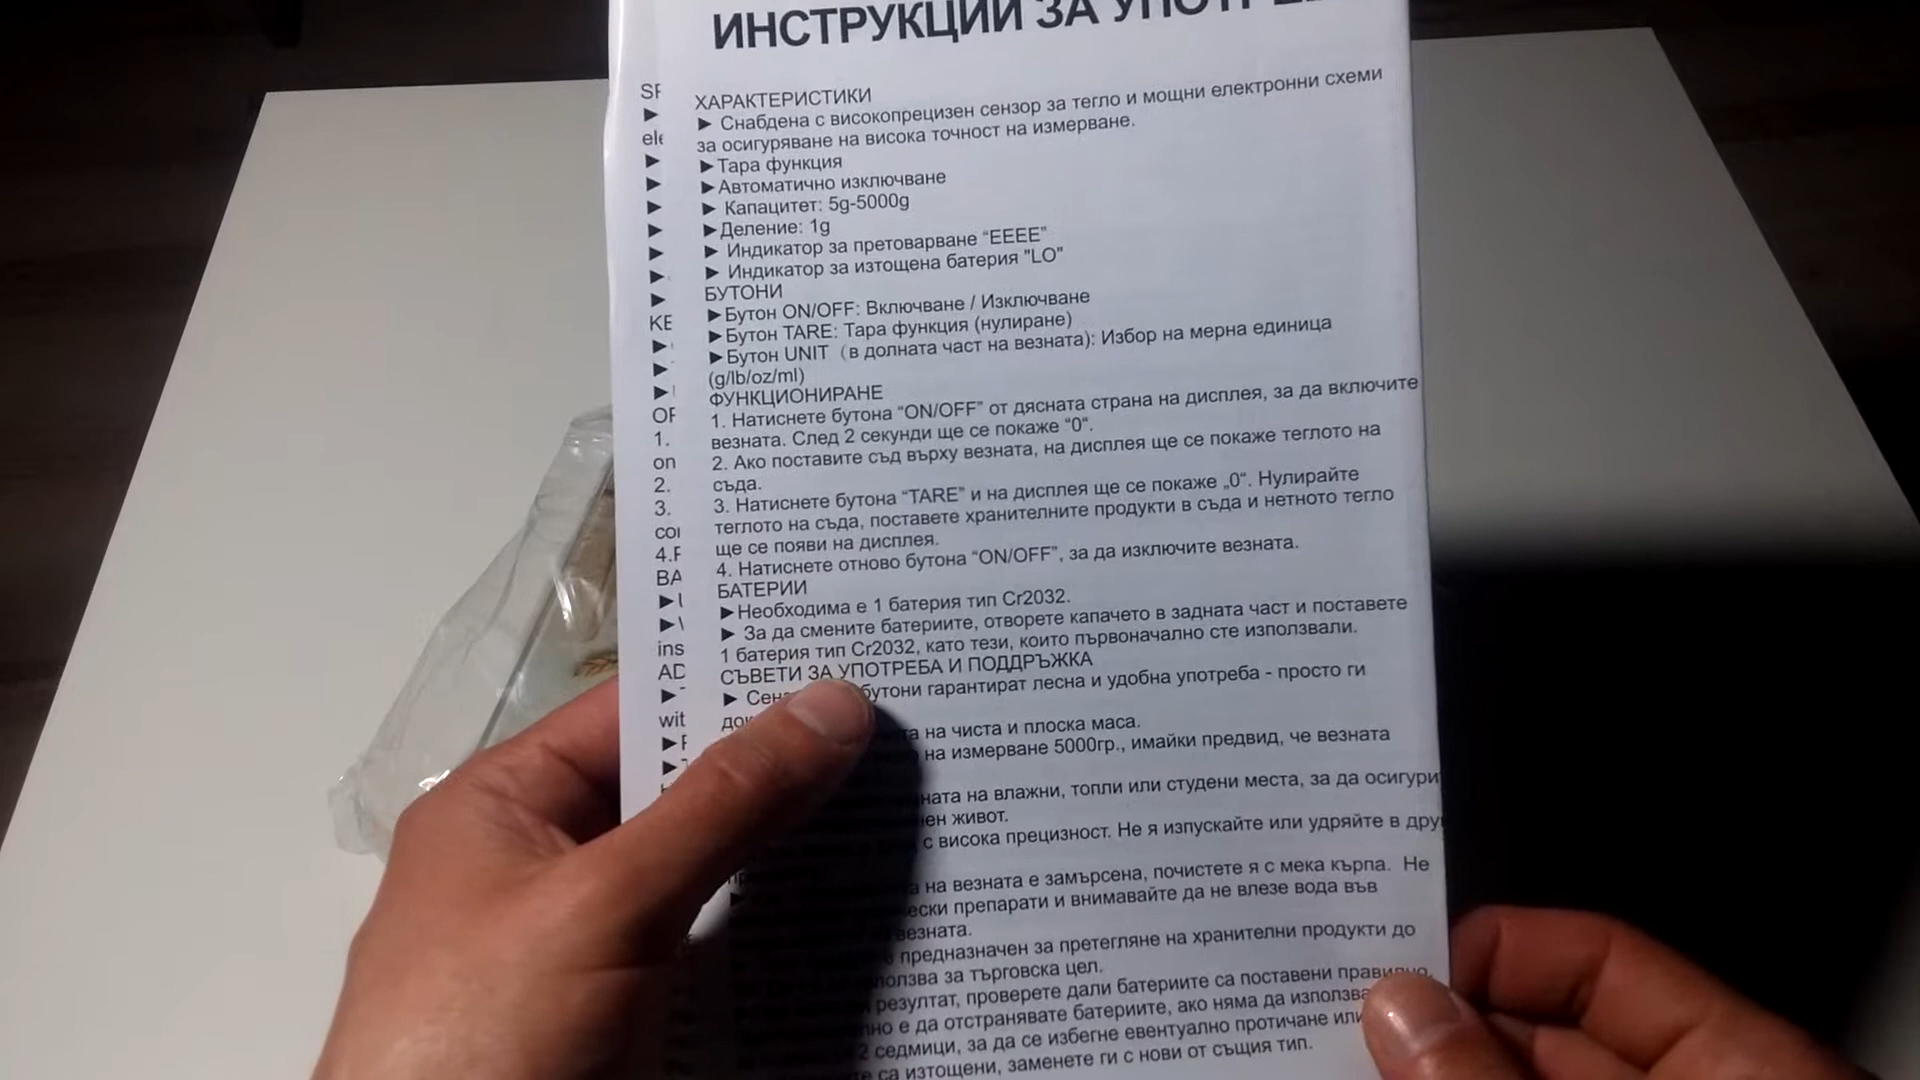 ИНСТРУКЦИИ ЗА
ХАРАКТЕРИСТИКИ
► Снабдена с високопрецизен сензор за тегло и мощни електронни схеми
за осигуряване на висока точност на измерване.
►Тара функция
►Автоматично изключване
► Капацитет: 5g-5000g
►Деление: 1g
► Индикатор за претоварване “EEEE”
► Индикатор за изтощена батерия "LO"
БУТОНИ
►Бутон ON/OFF: Включване / Изключване
►Бутон TARE: Тара функция (нулиране)
►Бутон UNIT (в долната част на везната): Избор на мерна единица
(g/lb/oz/ml)
ФУНКЦИОНИРАНЕ
1. Натиснете бутона “ON/OFF” от дясната страна на дисплея, за да включите
везната. След 2 секунди ще се покаже “0“.
2. Ако поставите съд върху везната, на дисплея ще се покаже теглото на
съда.
3. Натиснете бутона “TARE” и на дисплея ще се покаже „0“. Нулирайте
теглото на съда, поставете хранителните продукти в съда и нетното тегло
ще се появи на дисплея.
4. Натиснете отново бутона “ON/OFF”, за да изключите везната.
БАТЕРИИ
►Необходима е 1 батерия тип Cr2032.
► За да смените батериите, отворете капачето в задната част и поставете
1 батерия тип Cr2032, като тези, които първоначално сте използвали.
СЪВЕТИ ЗА УПОТРЕБА И ПОДДРЪЖКА
► бутони гарантират лесна и удобна употреба - просто ги
на чиста и плоска маса.
на измерване 5000гр., имайки предвид, че везната
на влажни, топли или студени места, за да
живот.
с висока прецизност. Не я изпускайте или удряйте в
на везната е замърсена, почистете я с мека кърпа. Не
препарати и внимавайте да не влезе вода във
везната.
предназначен за претегляне на хранителни продукти до
за търговска цел.
резултат, проверете дали батериите са поставени правилно.
е да отстранявате батериите, ако няма да
2 седмици, за да се избегне евентуално протичане или
са изтощени, заменете ги с нови от същия тип.